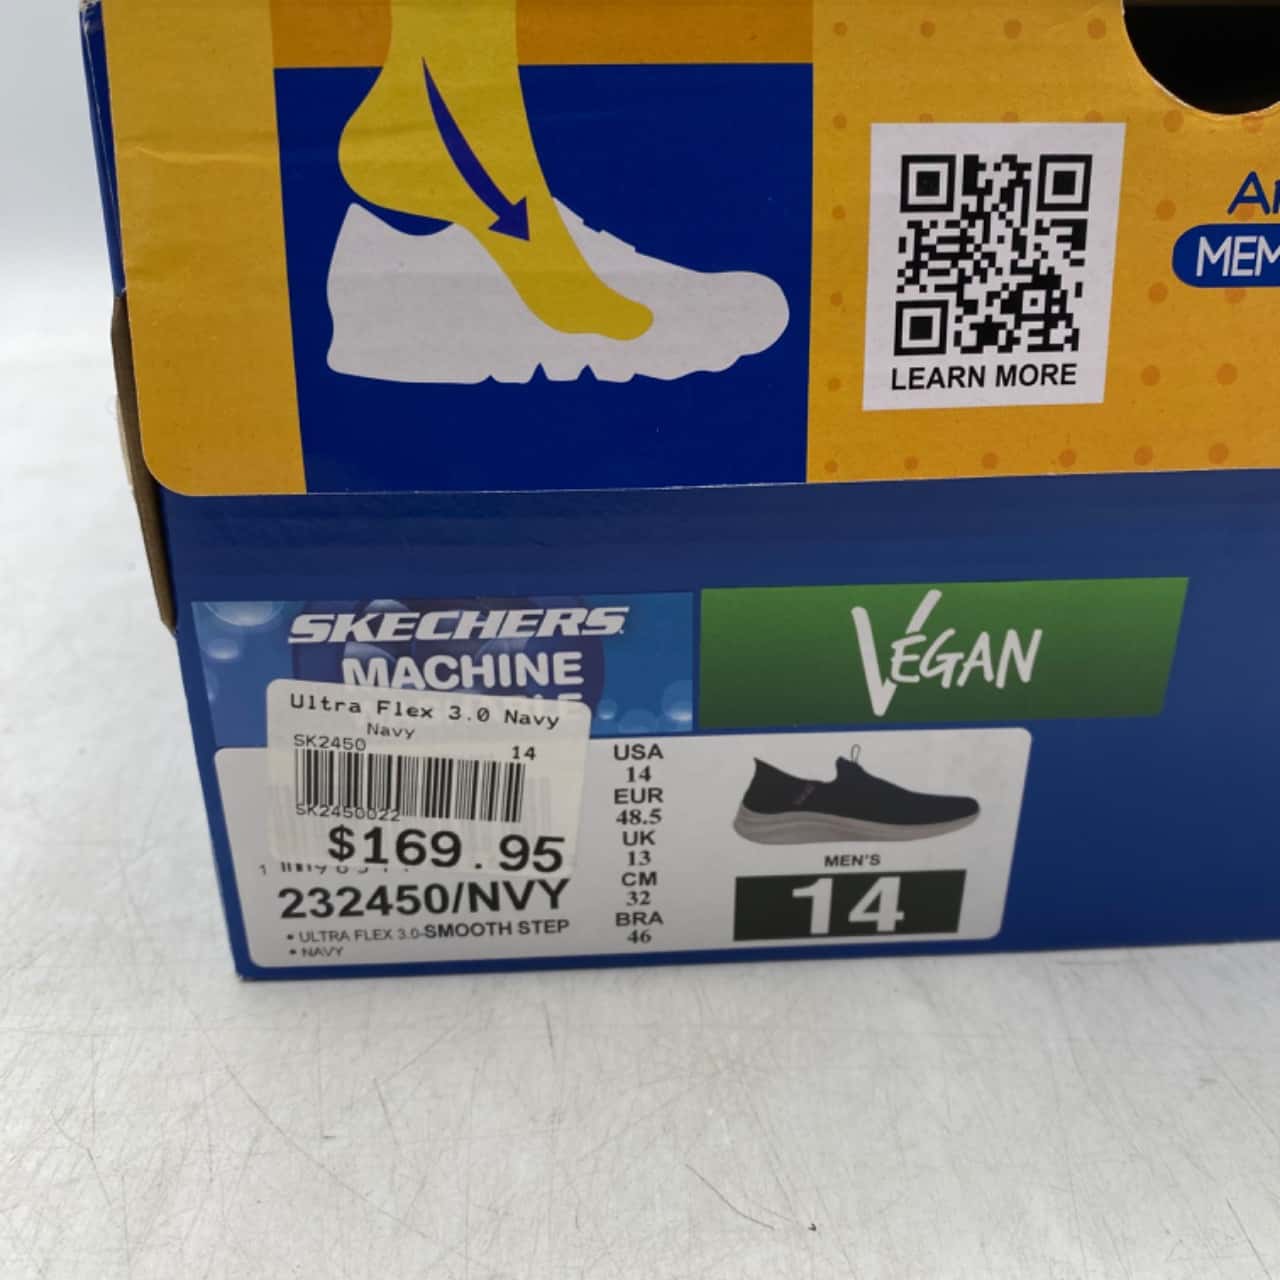 LEARN MORE
MEM
SKECHERS
MACHINE
VEGAN
Ultra Flex 3.0 Navy
Navy
SK2450 14
SK2450022
$169.95
232450/NVY
• ULTRA FLEX 3.0-SMOOTH STEP
• NAVY
USA
14
EUR
48.5
UK
13
CM
32
BRA
46
MEN'S
14